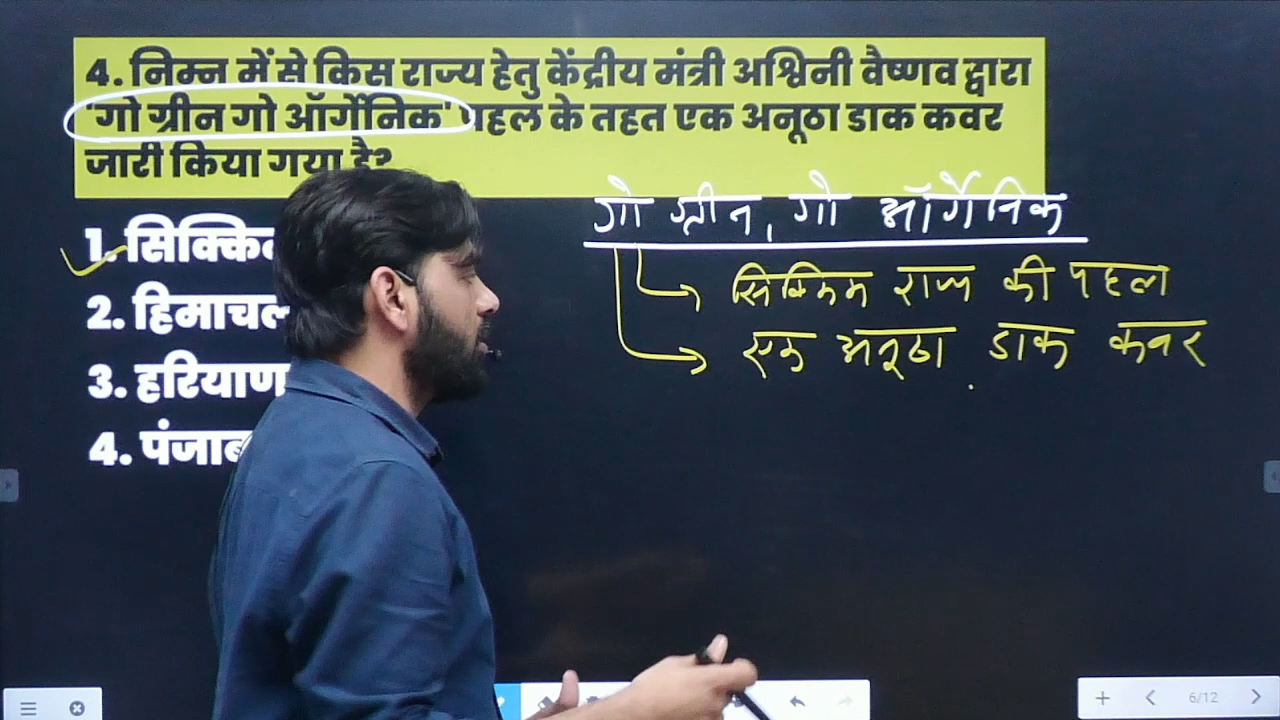 4. निम्न में से किस राज्य हेतु केंद्रीय मंत्री अश्विनी वैष्णव द्वारा
'गो ग्रीन गो ऑर्गेनिक' पहल के तहत एक अनूठा डाक कवर
जारी किया गया है?
1. सिक्किम
2. हिमाचल
3. हरियाणा
4. पंजाब
गो ग्रीन, गो ऑर्गेनिक
सिक्किम राज्य की पहल
एक अनूठा डाक कवर
6/12